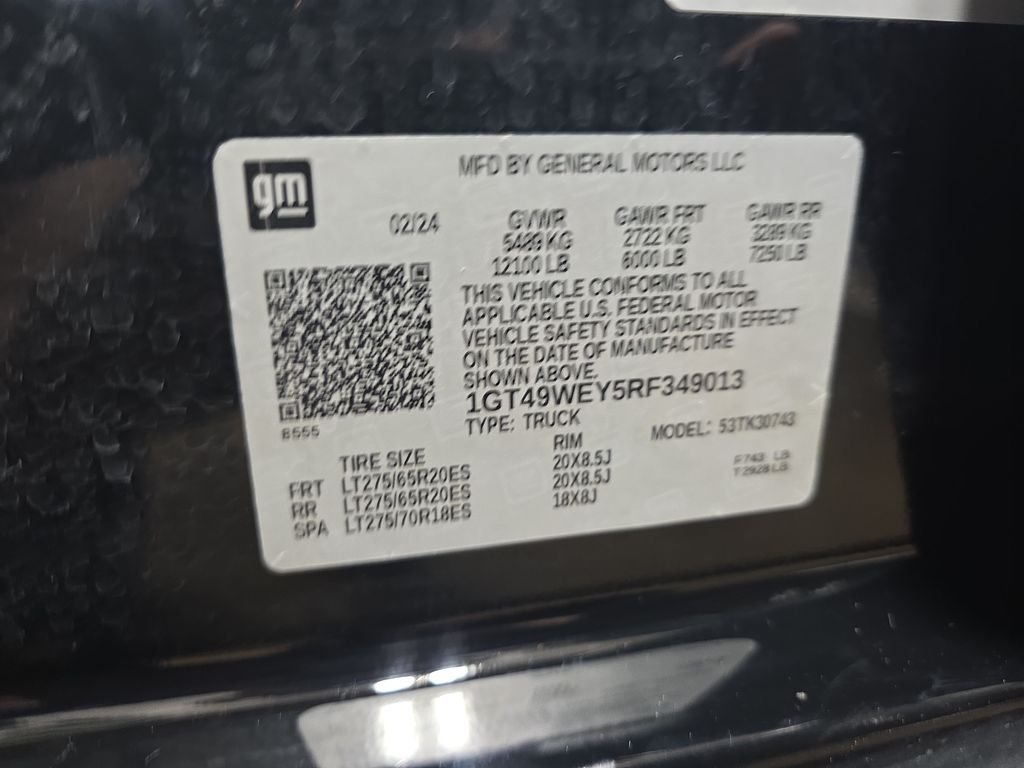 gm
MFD BY GENERAL MOTORS LLC
02/24 GVWR GAWR FRT GAWR RR
5489 KG 2722 KG 3289 KG
12100 LB 6000 LB 7250 LB
THIS VEHICLE CONFORMS TO ALL
APPLICABLE U.S. FEDERAL MOTOR
VEHICLE SAFETY STANDARDS IN EFFECT
ON THE DATE OF MANUFACTURE
SHOWN ABOVE.
1GT49WEY5RF349013
TYPE: TRUCK MODEL: 53TK30743
TIRE SIZE RIM
FRT LT275/65R20ES 20X8.5J
RR LT275/65R20ES 20X8.5J
SPA LT275/70R18ES 18X8J